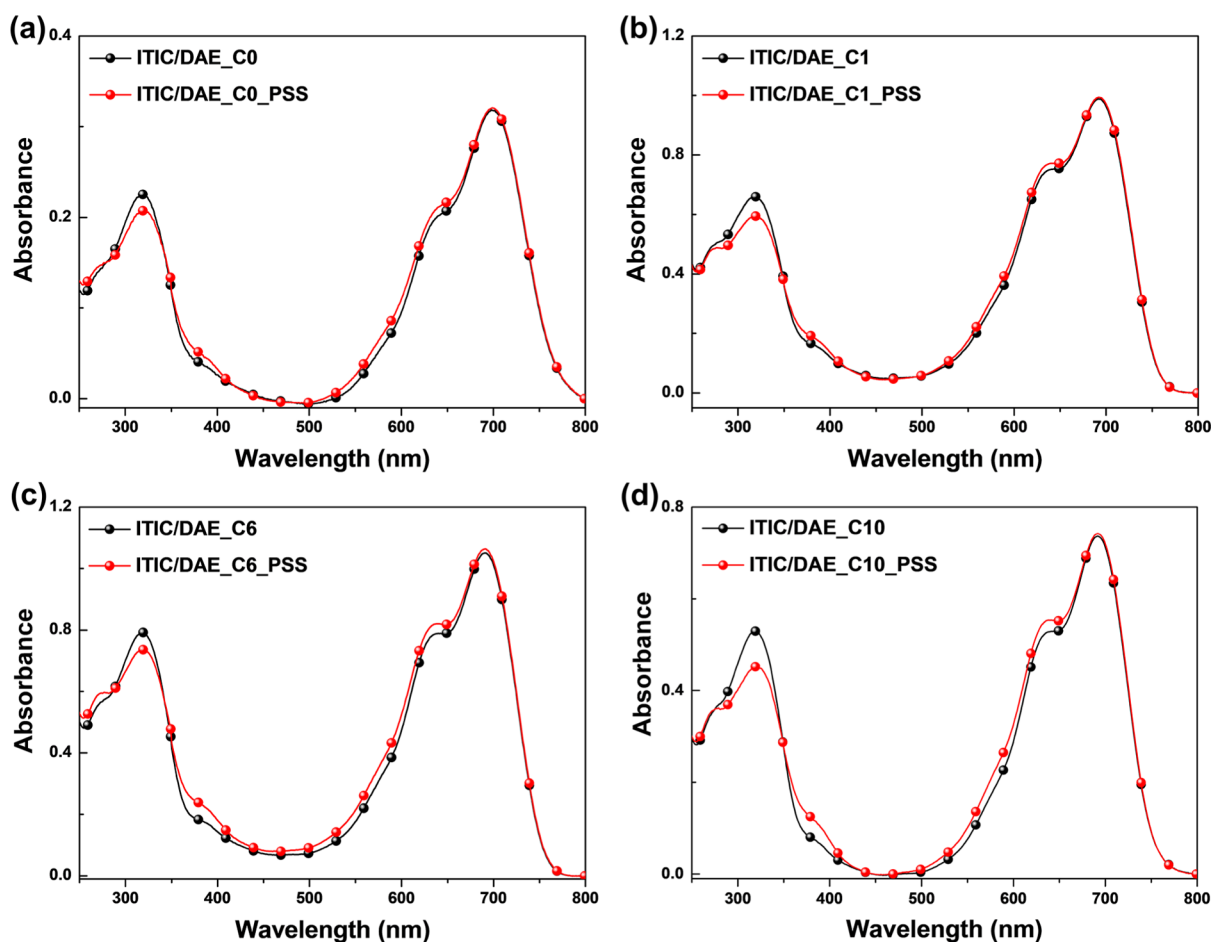 (a)
ITIC/DAE_C0
ITIC/DAE_C0_PSS
Absorbance
0.4
0.2
0.0
300 400 500 600 700 800
Wavelength (nm)
(b)
ITIC/DAE_C1
ITIC/DAE_C1_PSS
Absorbance
1.2
0.8
0.4
0.0
300 400 500 600 700 800
Wavelength (nm)
(c)
ITIC/DAE_C6
ITIC/DAE_C6_PSS
Absorbance
1.2
0.8
0.4
0.0
300 400 500 600 700 800
Wavelength (nm)
(d)
ITIC/DAE_C10
ITIC/DAE_C10_PSS
Absorbance
0.8
0.4
0.0
300 400 500 600 700 800
Wavelength (nm)